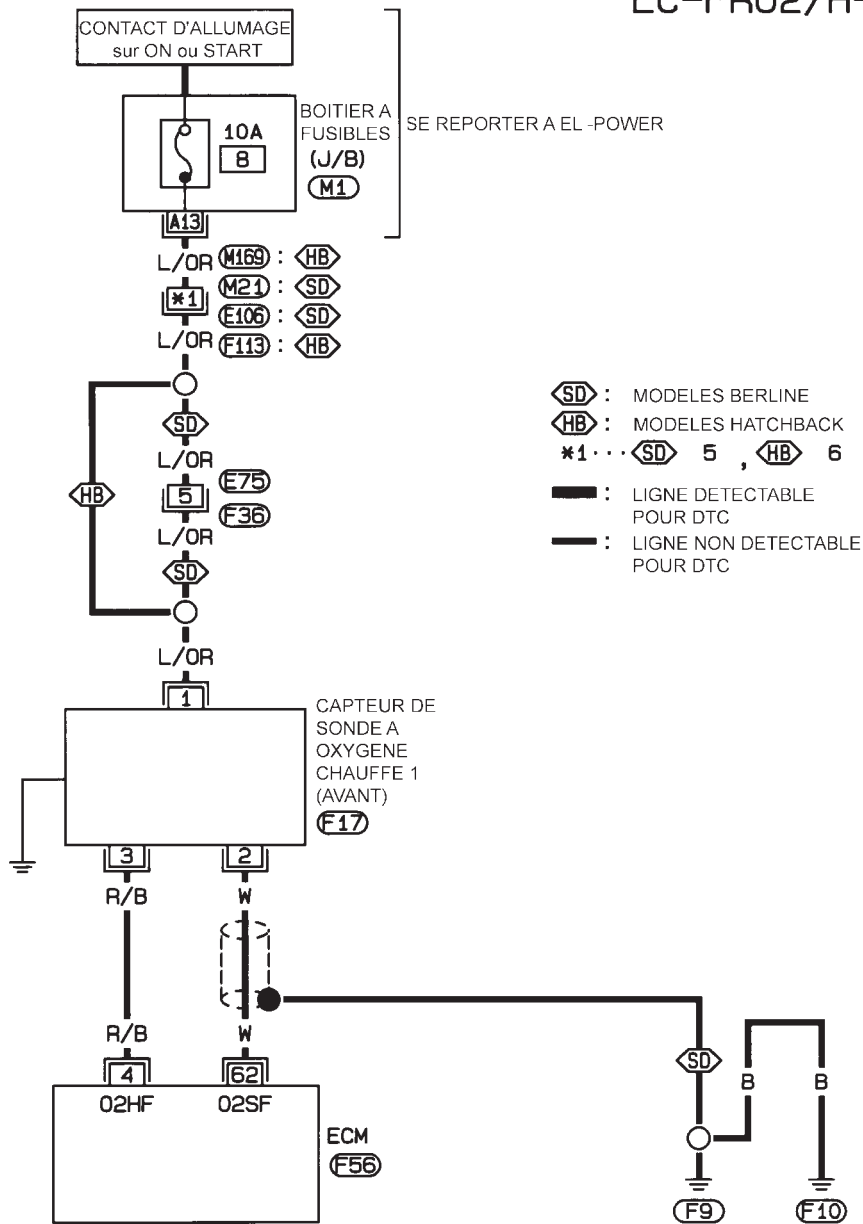 CONTACT D'ALLUMAGE
sur ON ou START
BOITIER A
FUSIBLES
(J/B)
M1
10A
8
SE REPORTER A EL -POWER
A13
L/OR
M169 : HB
*1
M21 : SD
E106 : SD
L/OR
F113 : HB
SD
L/OR
HB
5
E75
F36
L/OR
SD
L/OR
SD : MODELES BERLINE
HB : MODELES HATCHBACK
*1 ··· SD 5 , HB 6
: LIGNE DETECTABLE
POUR DTC
: LIGNE NON DETECTABLE
POUR DTC
1
CAPTEUR DE
SONDE A
OXYGENE
CHAUFFE 1
(AVANT)
F17
3 2
R/B W
R/B W
4 62
O2HF O2SF
ECM
F56
SD
B B
F9 F10